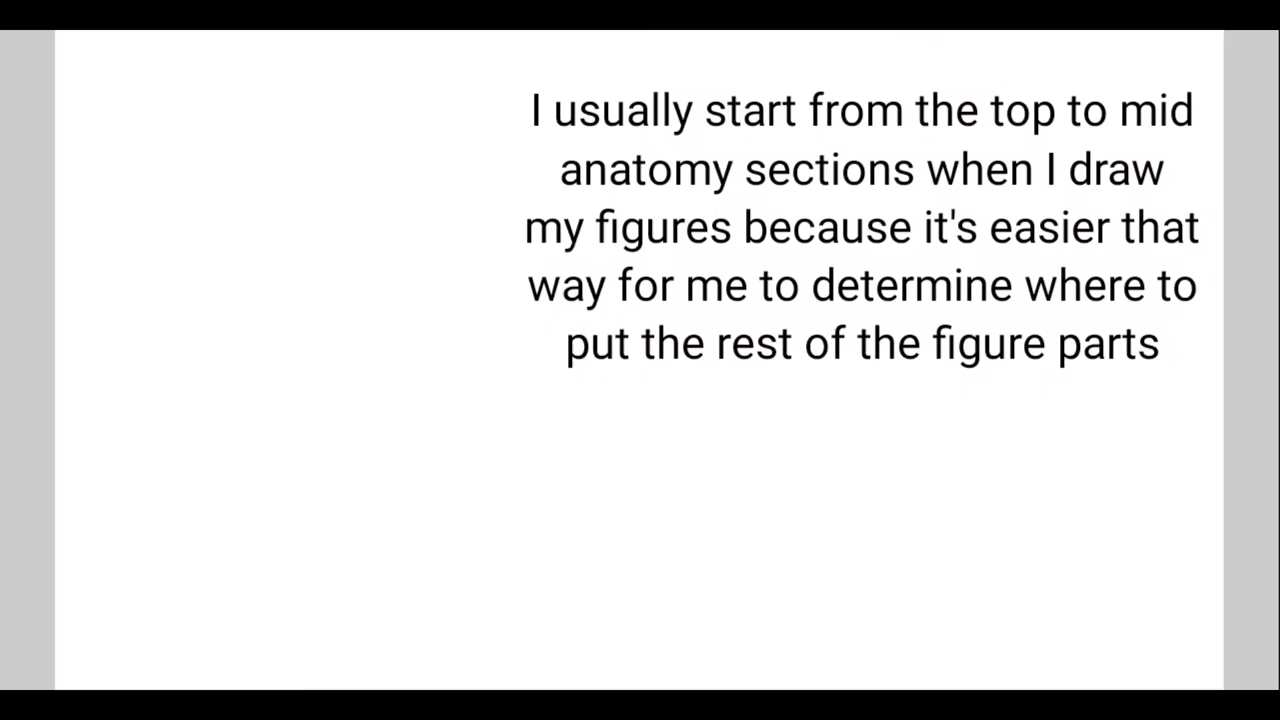 I usually start from the top to mid
anatomy sections when I draw
my figures because it's easier that
way for me to determine where to
put the rest of the figure parts